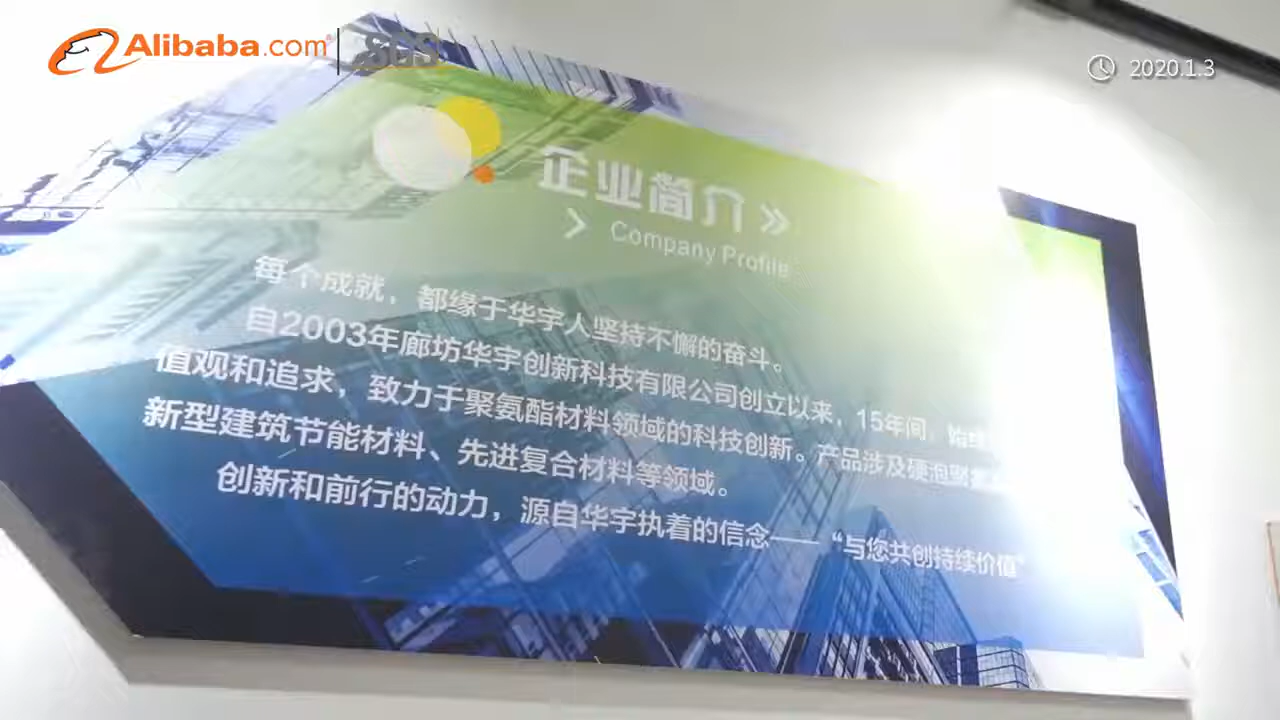 Alibaba.com | SGS
2020.1.3
企业简介 »
Company Profile
每个成就，都缘于华宇人坚持不懈的奋斗。
自2003年廊坊华宇创新科技有限公司创立以来，15年间，始终
值观和追求，致力于聚氨酯材料领域的科技创新。产品涉及硬泡聚
新型建筑节能材料、先进复合材料等领域。
创新和前行的动力，源自华宇执着的信念——“与您共创持续价值”